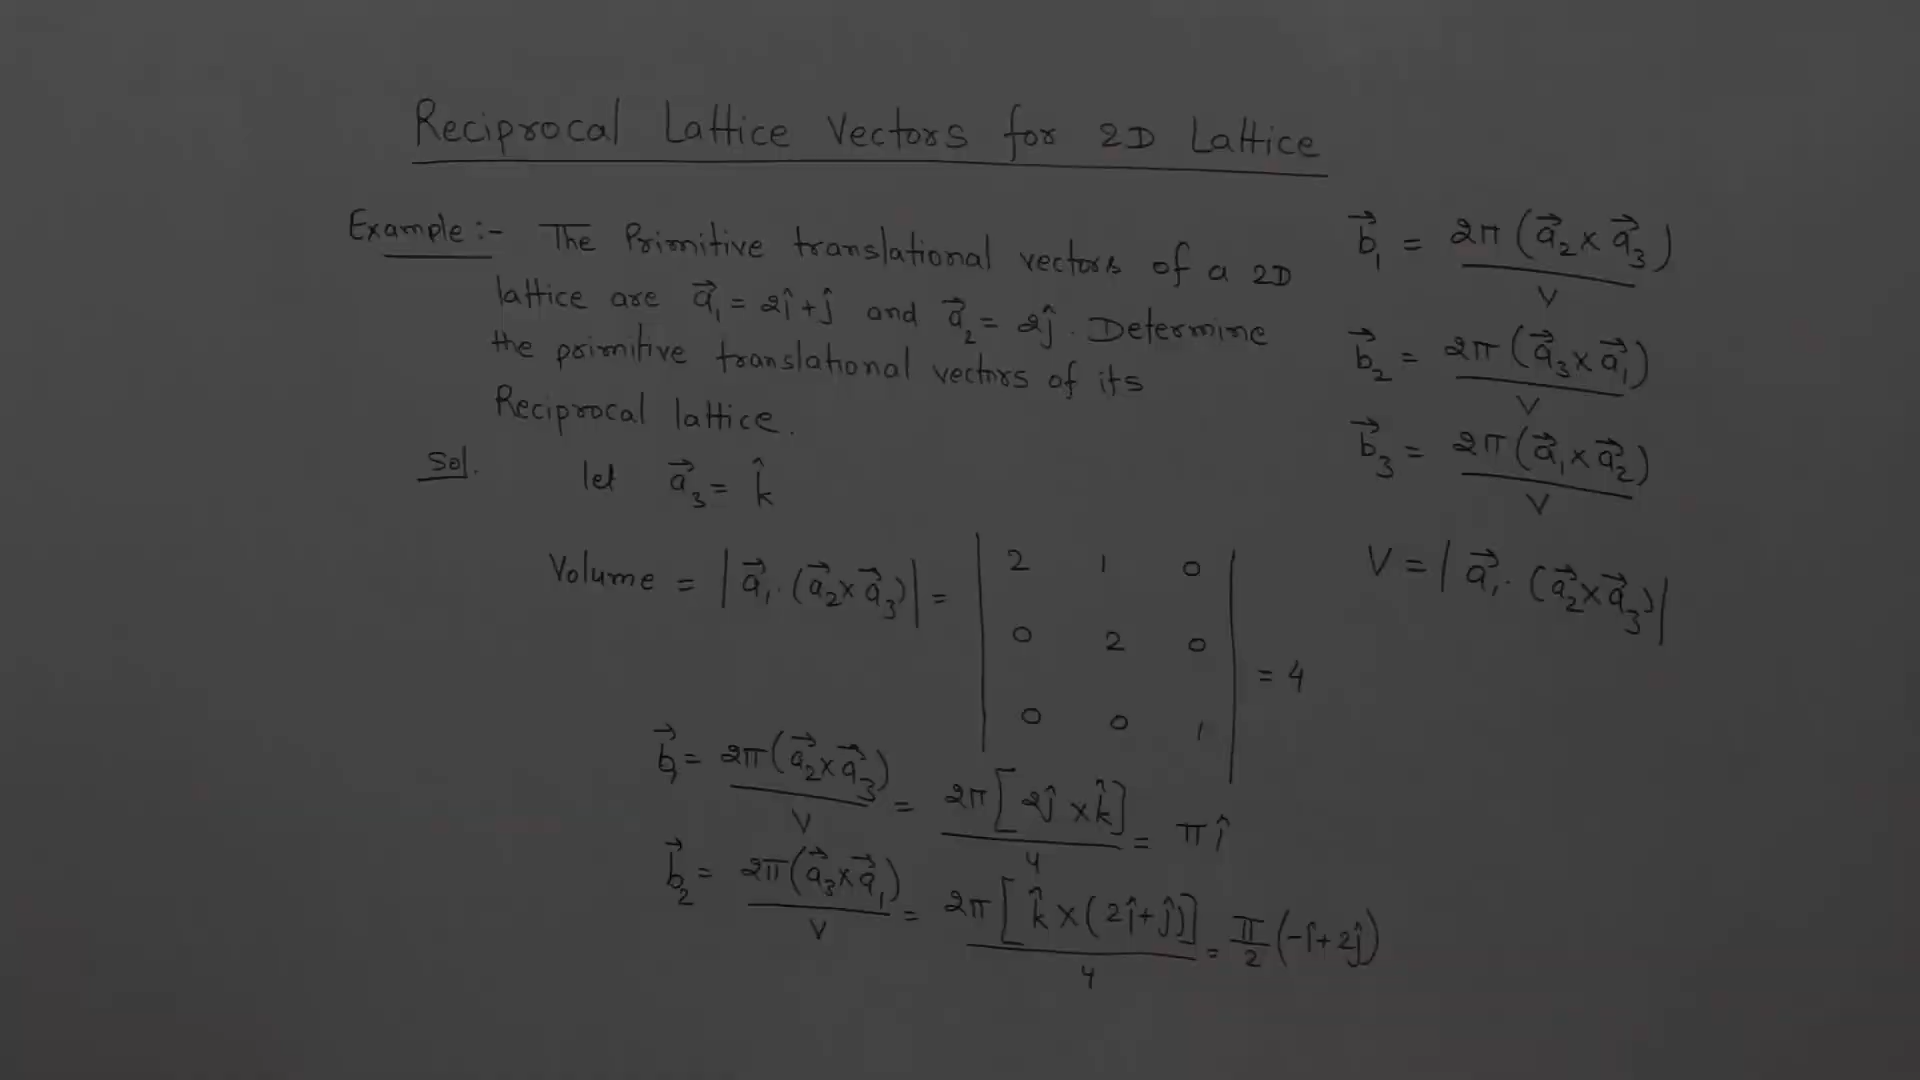 Reciprocal Lattice Vectors for 2D Lattice
Example :- The Primitive translational vectors of a 2D
lattice are a⃗₁ = 2î+ĵ and a⃗₂ = 2ĵ. Determine
the primitive translational vectors of its
Reciprocal lattice.
Sol. let a⃗₃ = k̂
Volume = |a⃗₁·(a⃗₂×a⃗₃)| =
2 1 0
0 2 0
0 0 1
= 4
b⃗₁ = 2π(a⃗₂×a⃗₃)/V = 2π[2ĵ×k̂]/4 = πî
b⃗₂ = 2π(a⃗₃×a⃗₁)/V = 2π[k̂×(2î+ĵ)]/4 = π/2(-î+2ĵ)
b⃗₁ = 2π(a⃗₂×a⃗₃)/V
b⃗₂ = 2π(a⃗₃×a⃗₁)/V
b⃗₃ = 2π(a⃗₁×a⃗₂)/V
V = |a⃗₁·(a⃗₂×a⃗₃)|